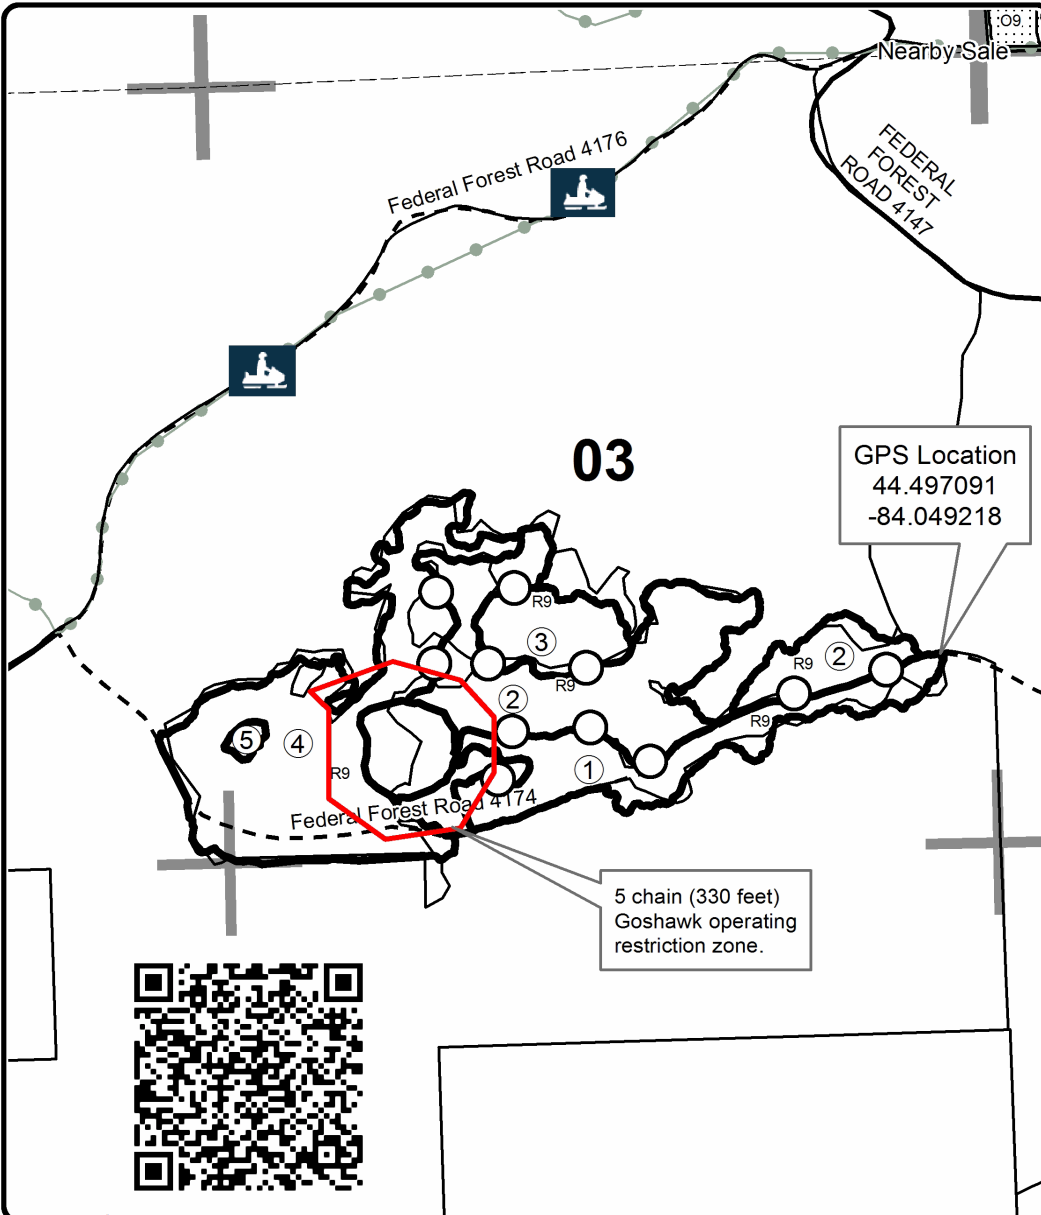 O9
Nearby Sale
Federal Forest Road 4176
FEDERAL
FOREST
ROAD 4147
03
GPS Location
44.497091
-84.049218
R9
3
R9
2
R9
2
R9
5
4
R9
1
Federal Forest Road 4174
5 chain (330 feet)
Goshawk operating
restriction zone.